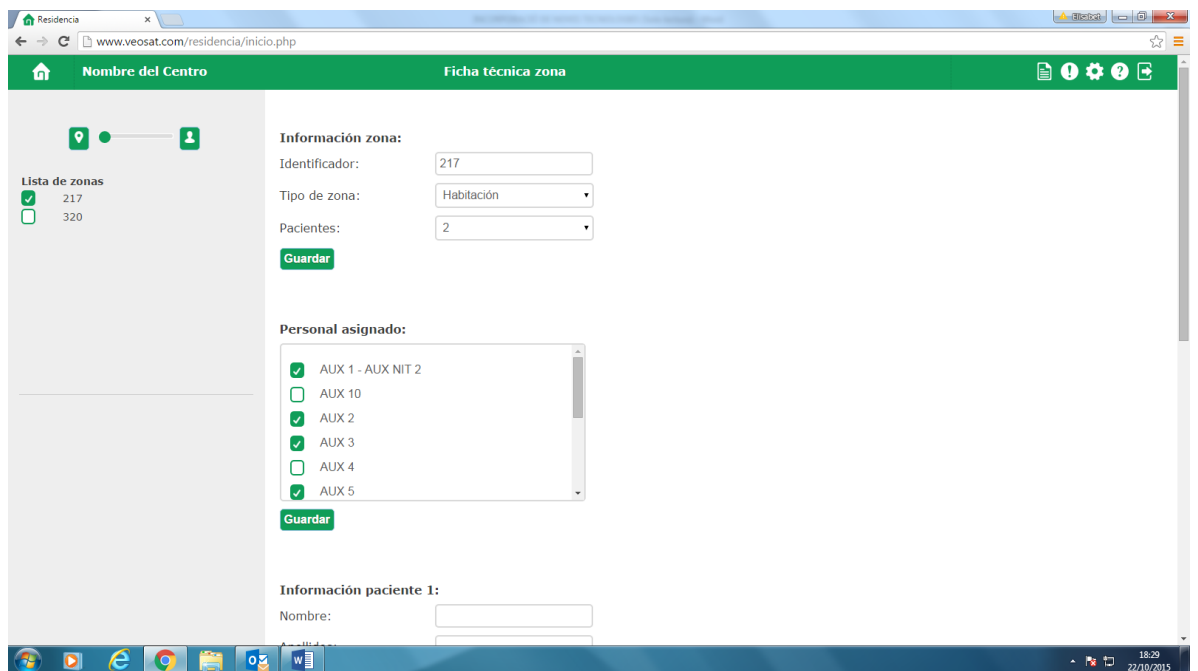 Residencia
Elisabet
www.veosat.com/residencia/inicio.php
Nombre del Centro
Ficha técnica zona
Lista de zonas
217
320
Información zona:
Identificador: 217
Tipo de zona: Habitación
Pacientes: 2
Guardar
Personal asignado:
AUX 1 - AUX NIT 2
AUX 10
AUX 2
AUX 3
AUX 4
AUX 5
Guardar
Información paciente 1:
Nombre:
18:29
22/10/2015